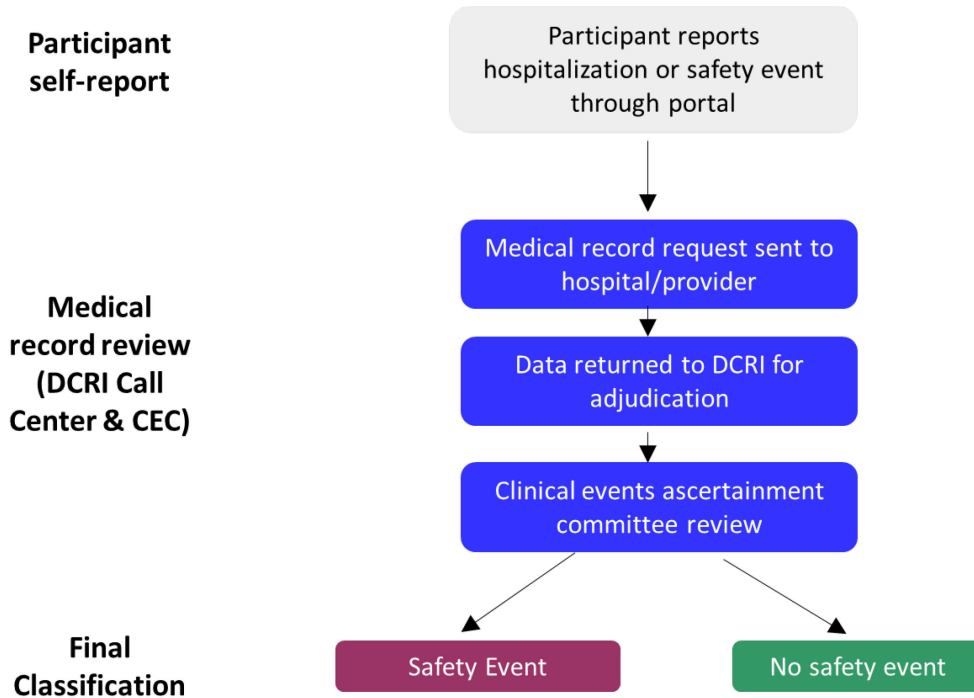 Participant
self-report
Participant reports
hospitalization or safety event
through portal
Medical
record review
(DCRI Call
Center & CEC)
Medical record request sent to
hospital/provider
Data returned to DCRI for
adjudication
Clinical events ascertainment
committee review
Final
Classification
Safety Event
No safety event